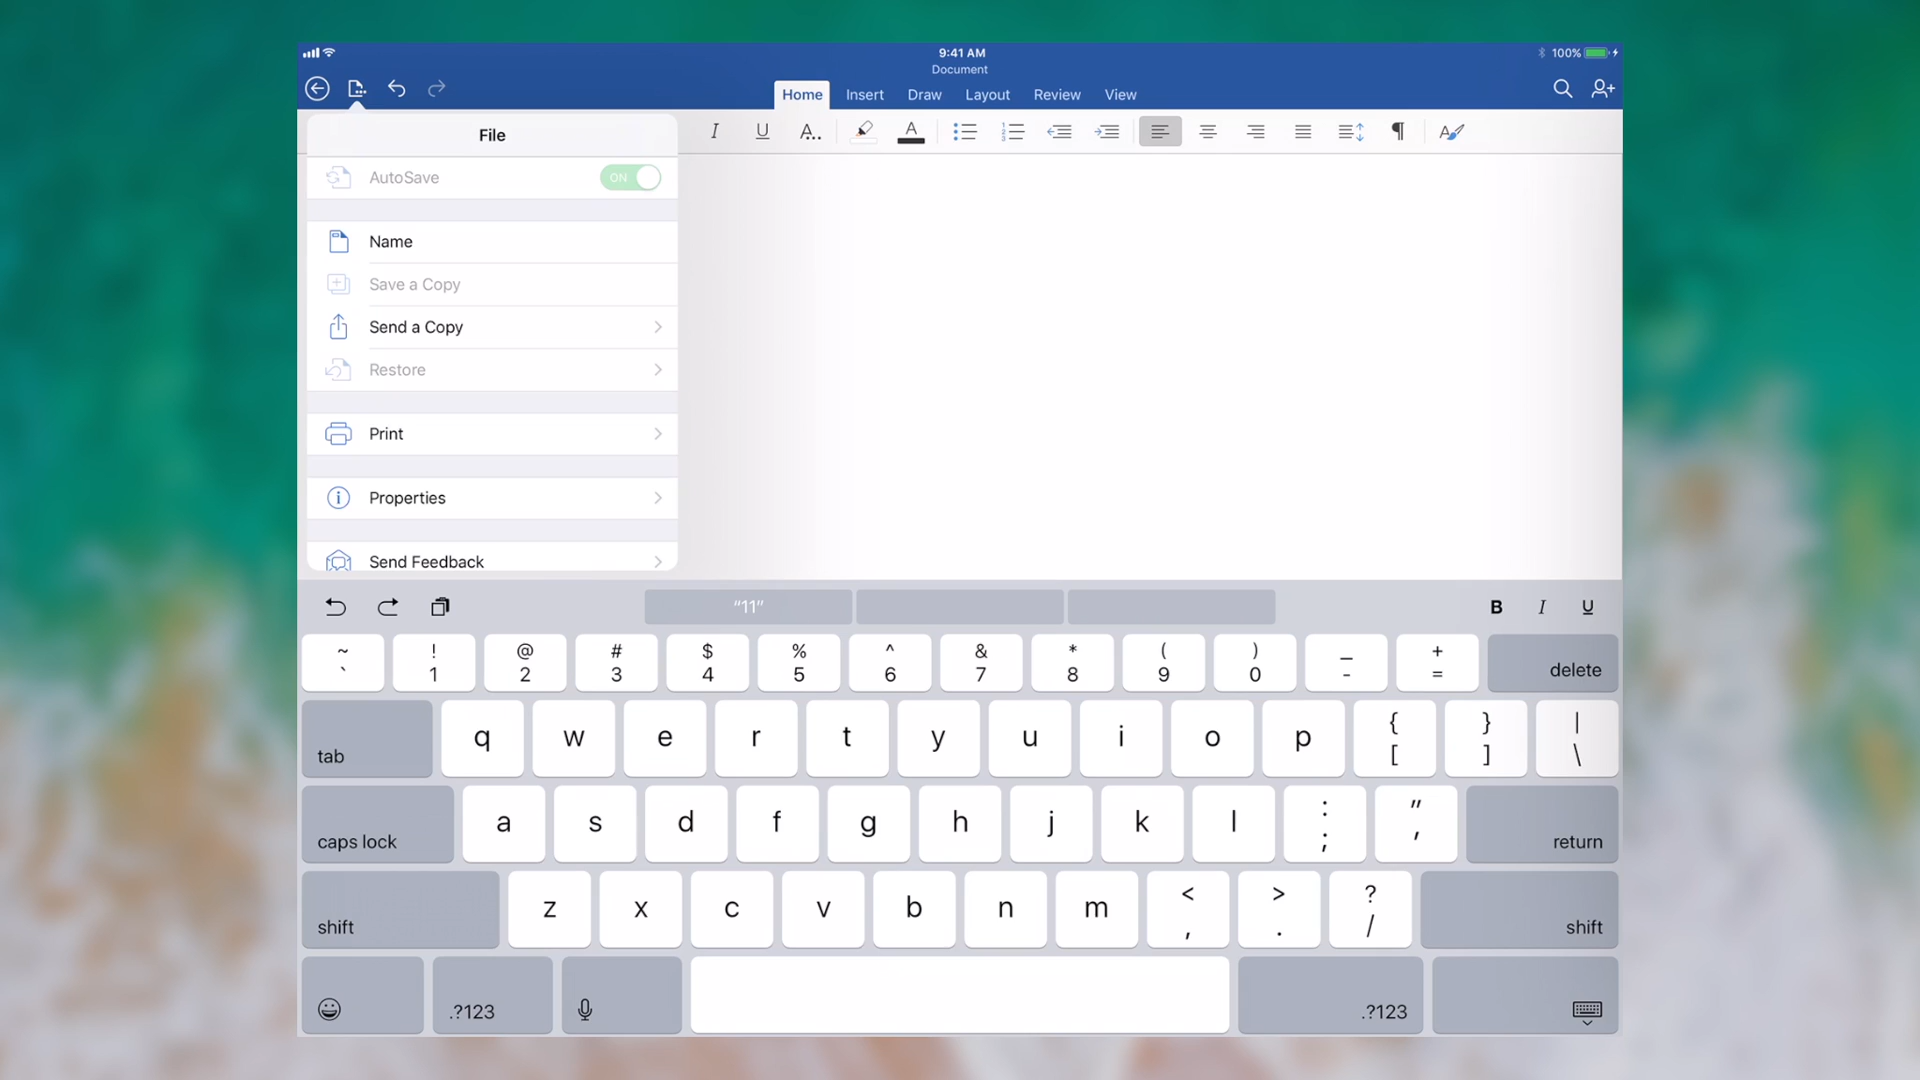 9:41 AM
100%
Document
Home Insert Draw Layout Review View
File
I U A..
A
AutoSave ON
Name
Save a Copy
Send a Copy
Restore
Print
Properties
Send Feedback
“11”
B I U
~ ! @ # $ % ^ & * ( ) _ +
` 1 2 3 4 5 6 7 8 9 0 - = delete
tab q w e r t y u i o p { [ } ] | \
caps lock a s d f g h j k l : ; " ' return
shift z x c v b n m < , > . ? / shift
.?123 .?123